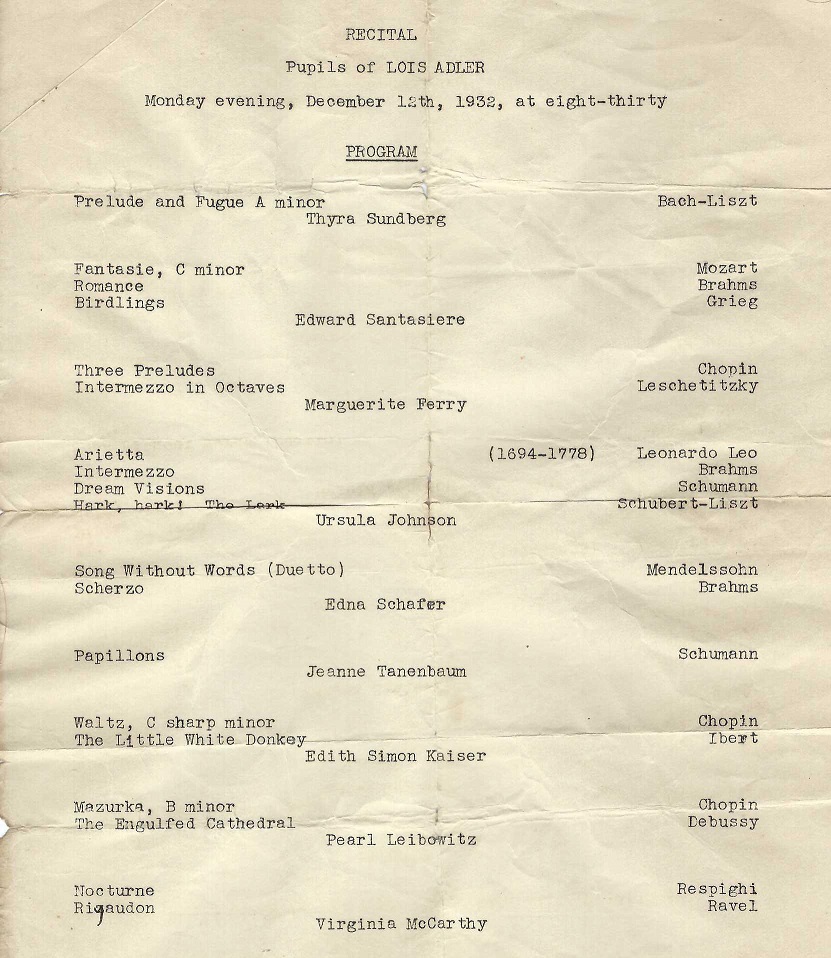 RECITAL
Pupils of LOIS ADLER
Monday evening, December 12th, 1932, at eight-thirty
PROGRAM
Prelude and Fugue A minor Bach-Liszt
Thyra Sundberg
Fantasie, C minor Mozart
Romance Brahms
Birdlings Grieg
Edward Santasiere
Three Preludes Chopin
Intermezzo in Octaves Leschetitzky
Marguerite Ferry
Arietta (1694-1778) Leonardo Leo
Intermezzo Brahms
Dream Visions Schumann
Hark, hark! The Lark Schubert-Liszt
Ursula Johnson
Song Without Words (Duetto) Mendelssohn
Scherzo Brahms
Edna Schafer
Papillons Schumann
Jeanne Tanenbaum
Waltz, C sharp minor Chopin
The Little White Donkey Ibert
Edith Simon Kaiser
Mazurka, B minor Chopin
The Engulfed Cathedral Debussy
Pearl Leibowitz
Nocturne Respighi
Rigaudon Ravel
Virginia McCarthy